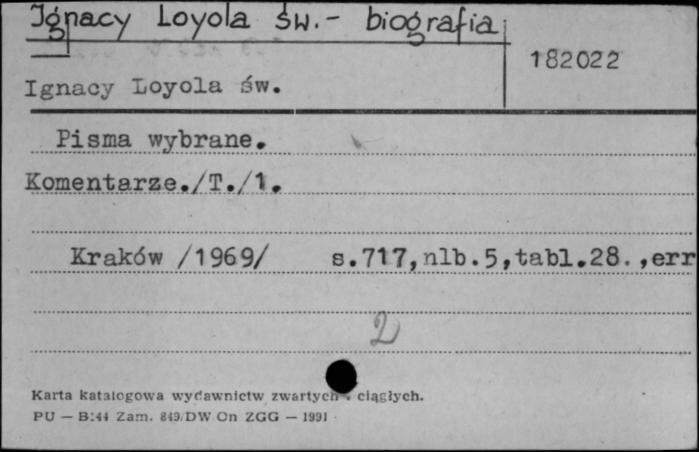 Ignacy Loyola św. - biografia
182022
Ignacy Loyola św.
Pisma wybrane.
Komentarze./T./1.
Kraków /1969/ s.717,nlb.5,tabl.28.,err
2
Karta katalogowa wydawnictw zwartych i ciągłych.
PU — B:44 Zam. 849/DW On ZGG — 1991